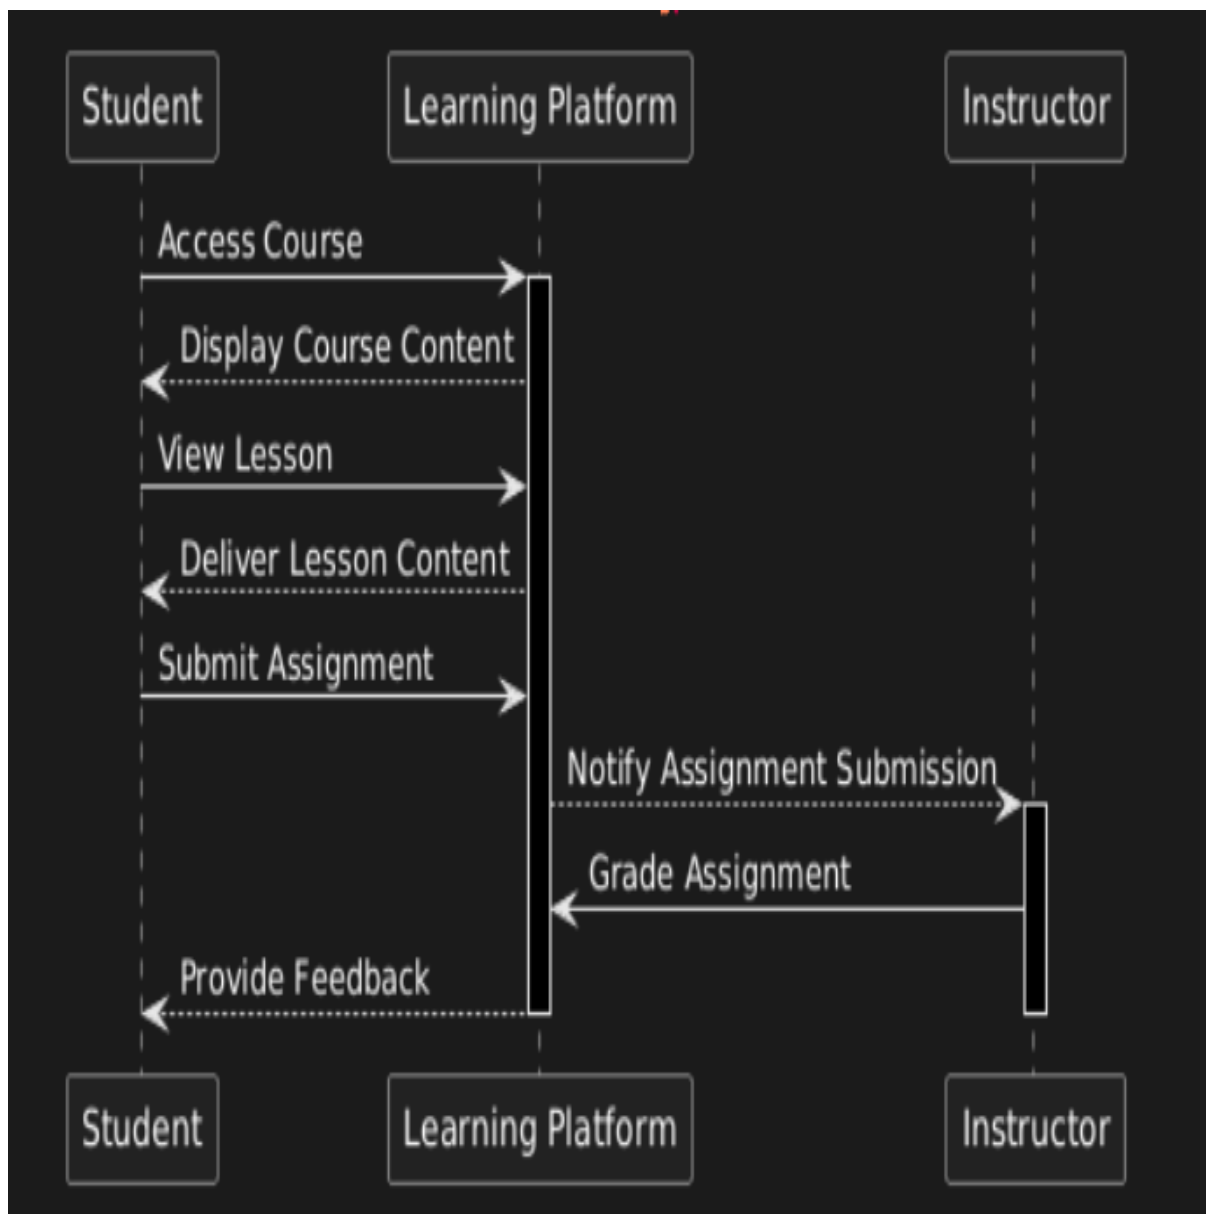 Student
Learning Platform
Instructor
Access Course
Display Course Content
View Lesson
Deliver Lesson Content
Submit Assignment
Notify Assignment Submission
Grade Assignment
Provide Feedback
Student
Learning Platform
Instructor